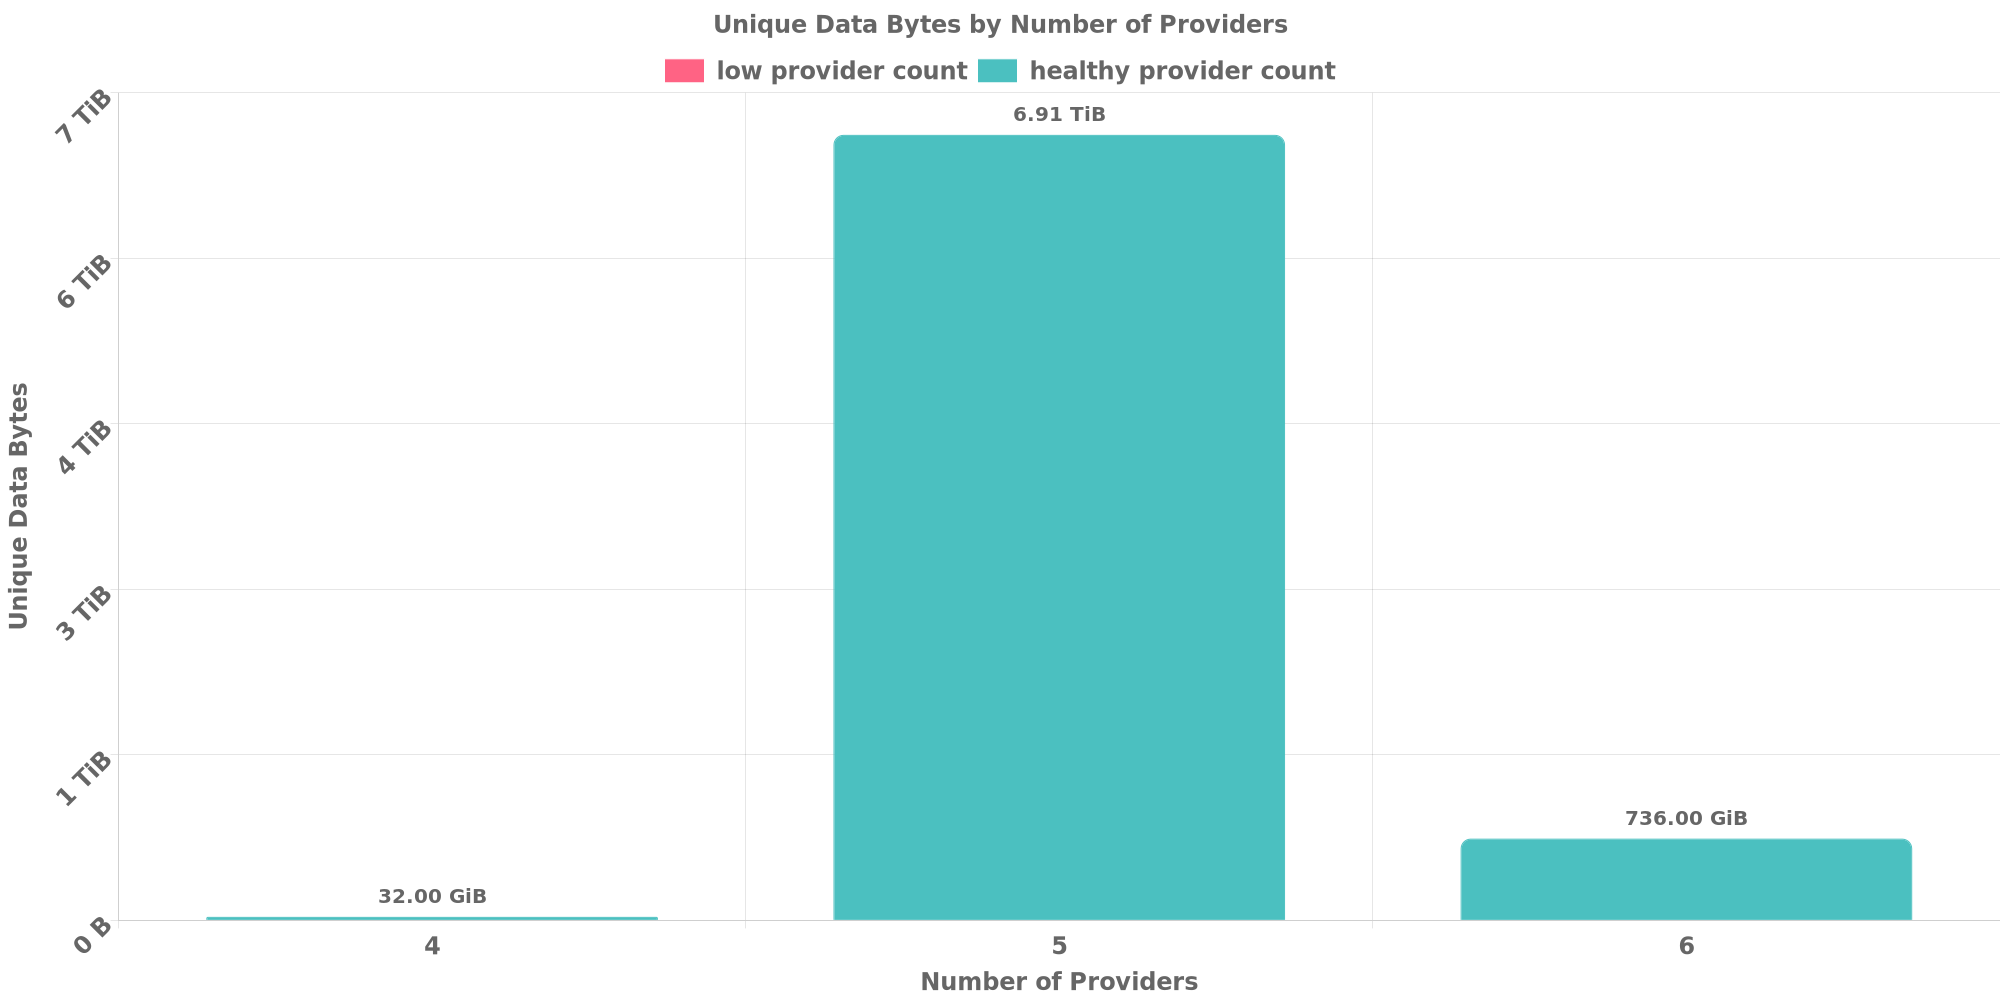 Unique Data Bytes by Number of Providers
low provider count healthy provider count
7 TiB
6 TiB
4 TiB
3 TiB
1 TiB
0 B
Unique Data Bytes
32.00 GiB
6.91 TiB
736.00 GiB
4 5 6
Number of Providers